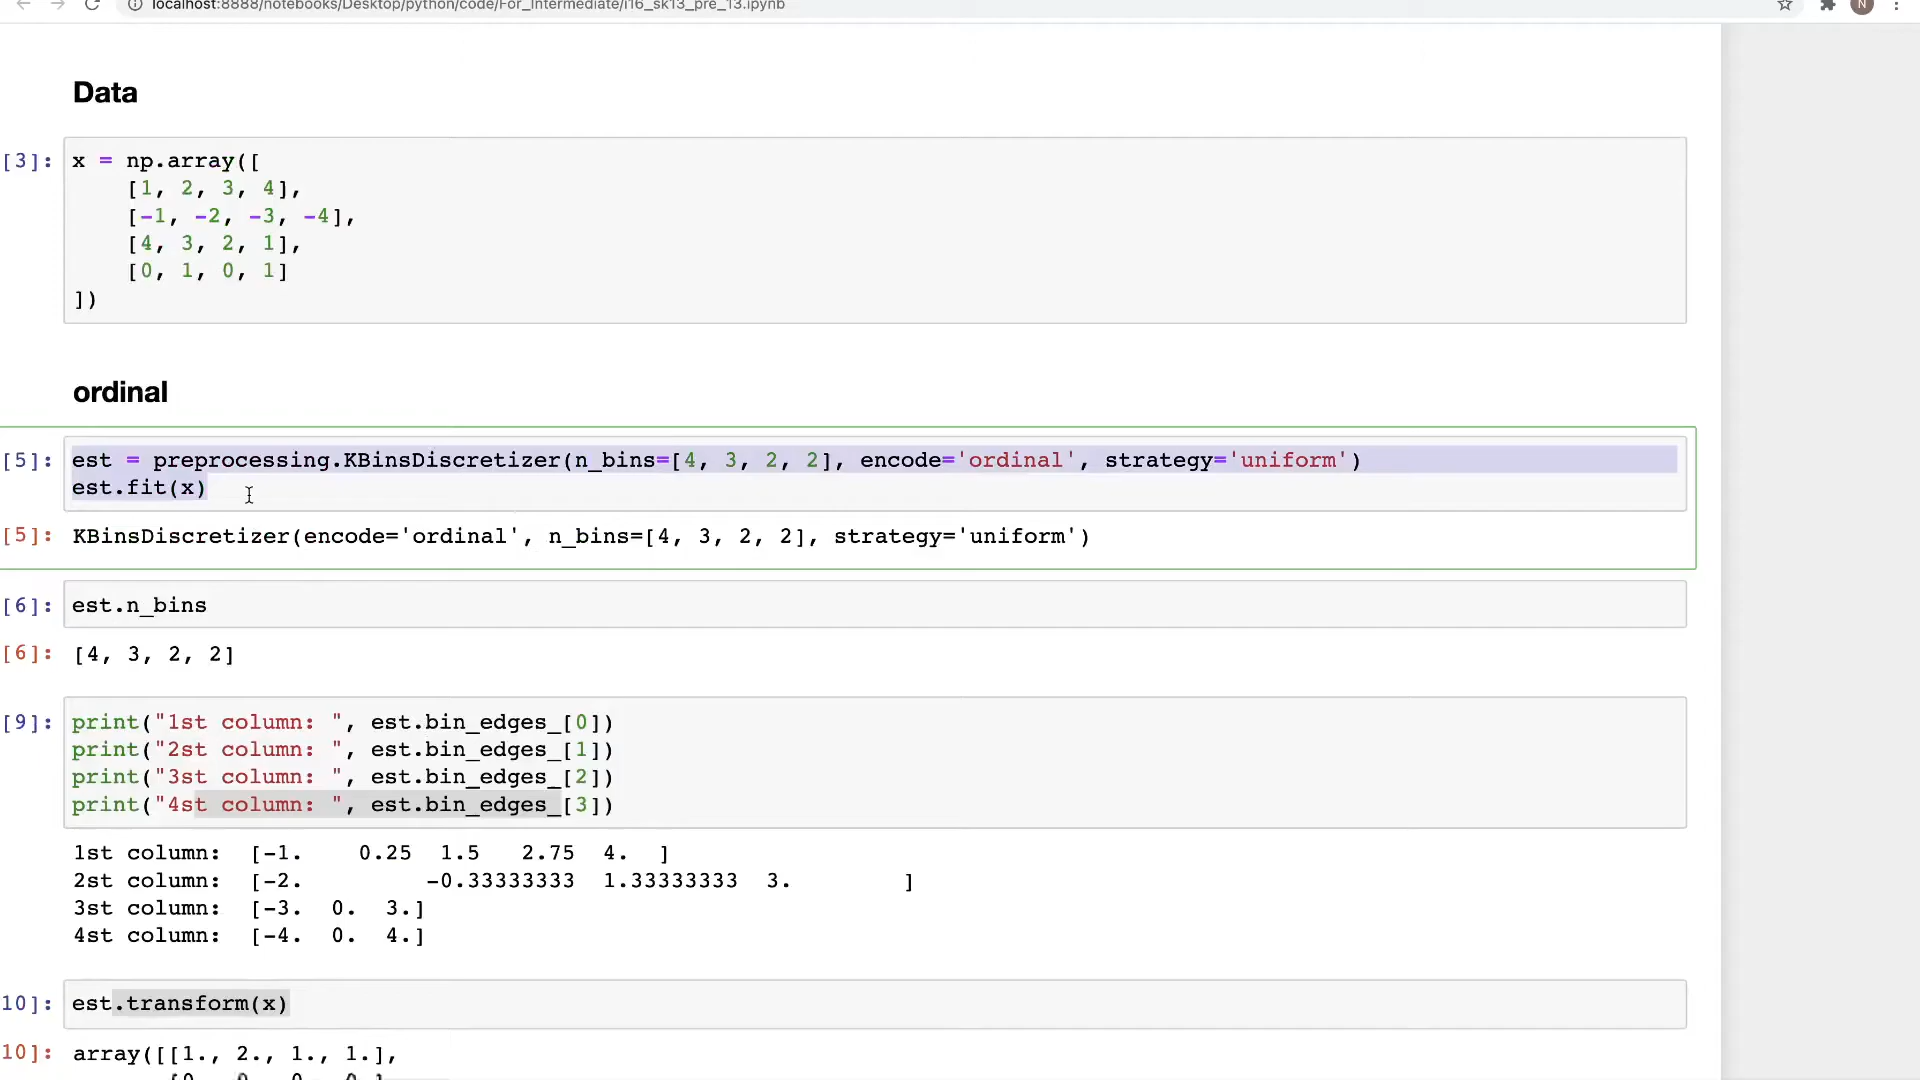 localhost:8888/notebooks/Desktop/python/code/For_Intermediate/i16_sk13_pre_13.ipynb
N
Data
[3]: x = np.array([
[1, 2, 3, 4],
[-1, -2, -3, -4],
[4, 3, 2, 1],
[0, 1, 0, 1]
])
ordinal
[5]: est = preprocessing.KBinsDiscretizer(n_bins=[4, 3, 2, 2], encode='ordinal', strategy='uniform')
est.fit(x)
[5]: KBinsDiscretizer(encode='ordinal', n_bins=[4, 3, 2, 2], strategy='uniform')
[6]: est.n_bins
[6]: [4, 3, 2, 2]
[9]: print("1st column: ", est.bin_edges_[0])
print("2st column: ", est.bin_edges_[1])
print("3st column: ", est.bin_edges_[2])
print("4st column: ", est.bin_edges_[3])
1st column: [-1. 0.25 1.5 2.75 4. ]
2st column: [-2. -0.33333333 1.33333333 3. ]
3st column: [-3. 0. 3.]
4st column: [-4. 0. 4.]
10]: est.transform(x)
10]: array([[1., 2., 1., 1.],